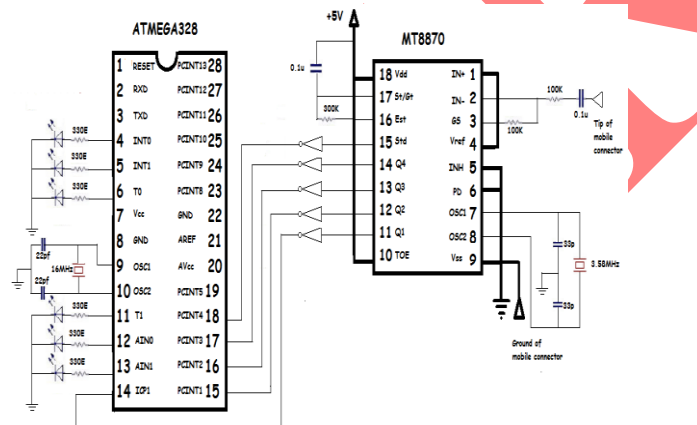 ATMEGA328
1 RESET PCINT13 28
2 RXD PCINT12 27
3 TXD PCINT11 26
4 INT0 PCINT10 25
5 INT1 PCINT9 24
6 T0 PCINT8 23
7 Vcc GND 22
8 GND AREF 21
9 OSC1 AVcc 20
10 OSC2 PCINT5 19
11 T1 PCINT4 18
12 AIN0 PCINT3 17
13 AIN1 PCINT2 16
14 ICP1 PCINT1 15
330E
330E
330E
22pf
16MHz
22pf
330E
330E
330E
+5V
0.1u
300K
MT8870
18 Vdd IN+ 1
17 St/Gt IN- 2
16 Est GS 3
15 Std Vref 4
14 Q4 INH 5
13 Q3 PD 6
12 Q2 OSC1 7
11 Q1 OSC2 8
10 TOE Vss 9
100K
100K
0.1u
Tip of
mobile
connector
33p
3.58MHz
33p
Ground of
mobile connector